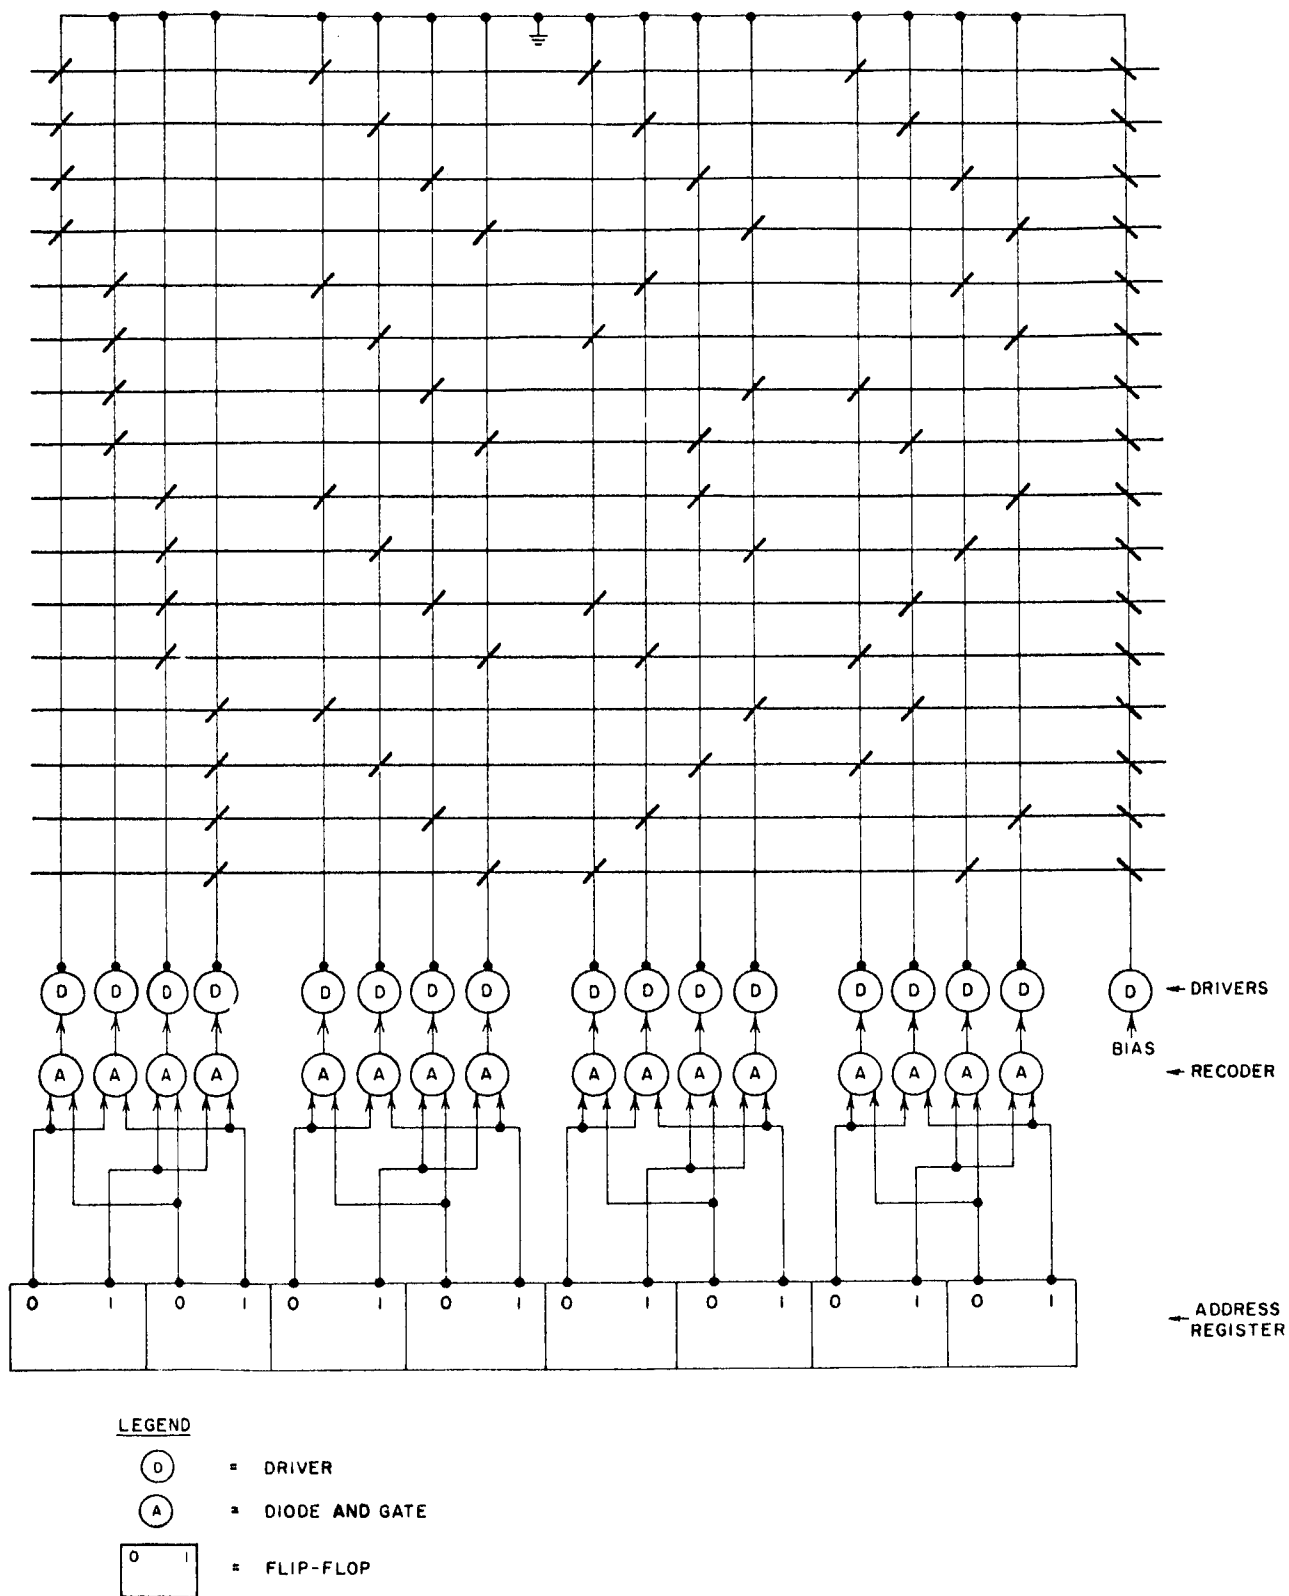 D D D D D D D D D D D D D D D D D ← DRIVERS
BIAS
A A A A A A A A A A A A A A A A ← RECODER
0 1 0 1 0 1 0 1 0 1 0 1 0 1 0 1
← ADDRESS
REGISTER
LEGEND
D = DRIVER
A = DIODE AND GATE
0 1 = FLIP-FLOP